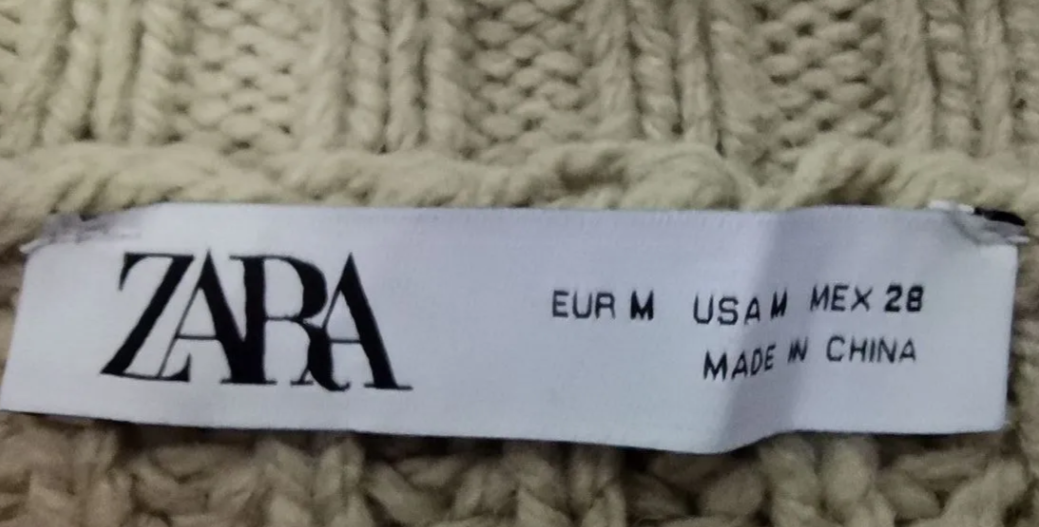 ZARA
EUR M USA M MEX 28
MADE IN CHINA